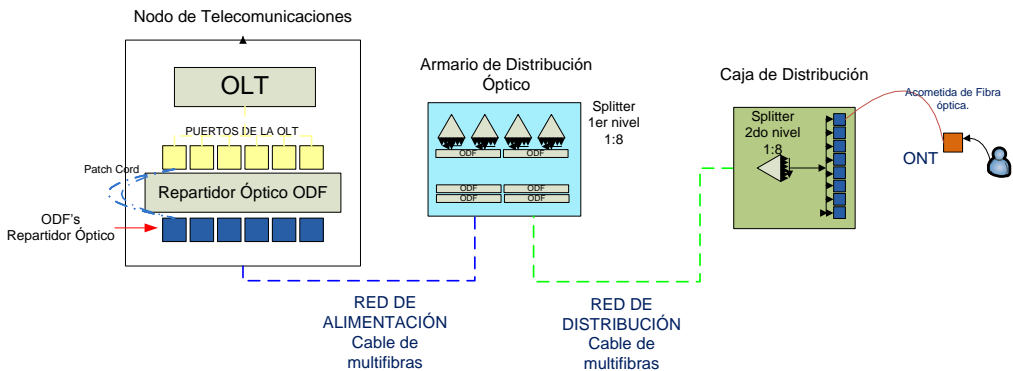 Nodo de Telecomunicaciones
OLT
PUERTOS DE LA OLT
Patch Cord
Repartidor Óptico ODF
ODF's
Repartidor Óptico
Armario de Distribución
Óptico
Splitter
1er nivel
1:8
ODF
ODF
ODF
ODF
ODF
ODF
Caja de Distribución
Splitter
2do nivel
1:8
Acometida de Fibra
óptica.
ONT
RED DE
ALIMENTACIÓN
Cable de
multifibras
RED DE
DISTRIBUCIÓN
Cable de
multifibras